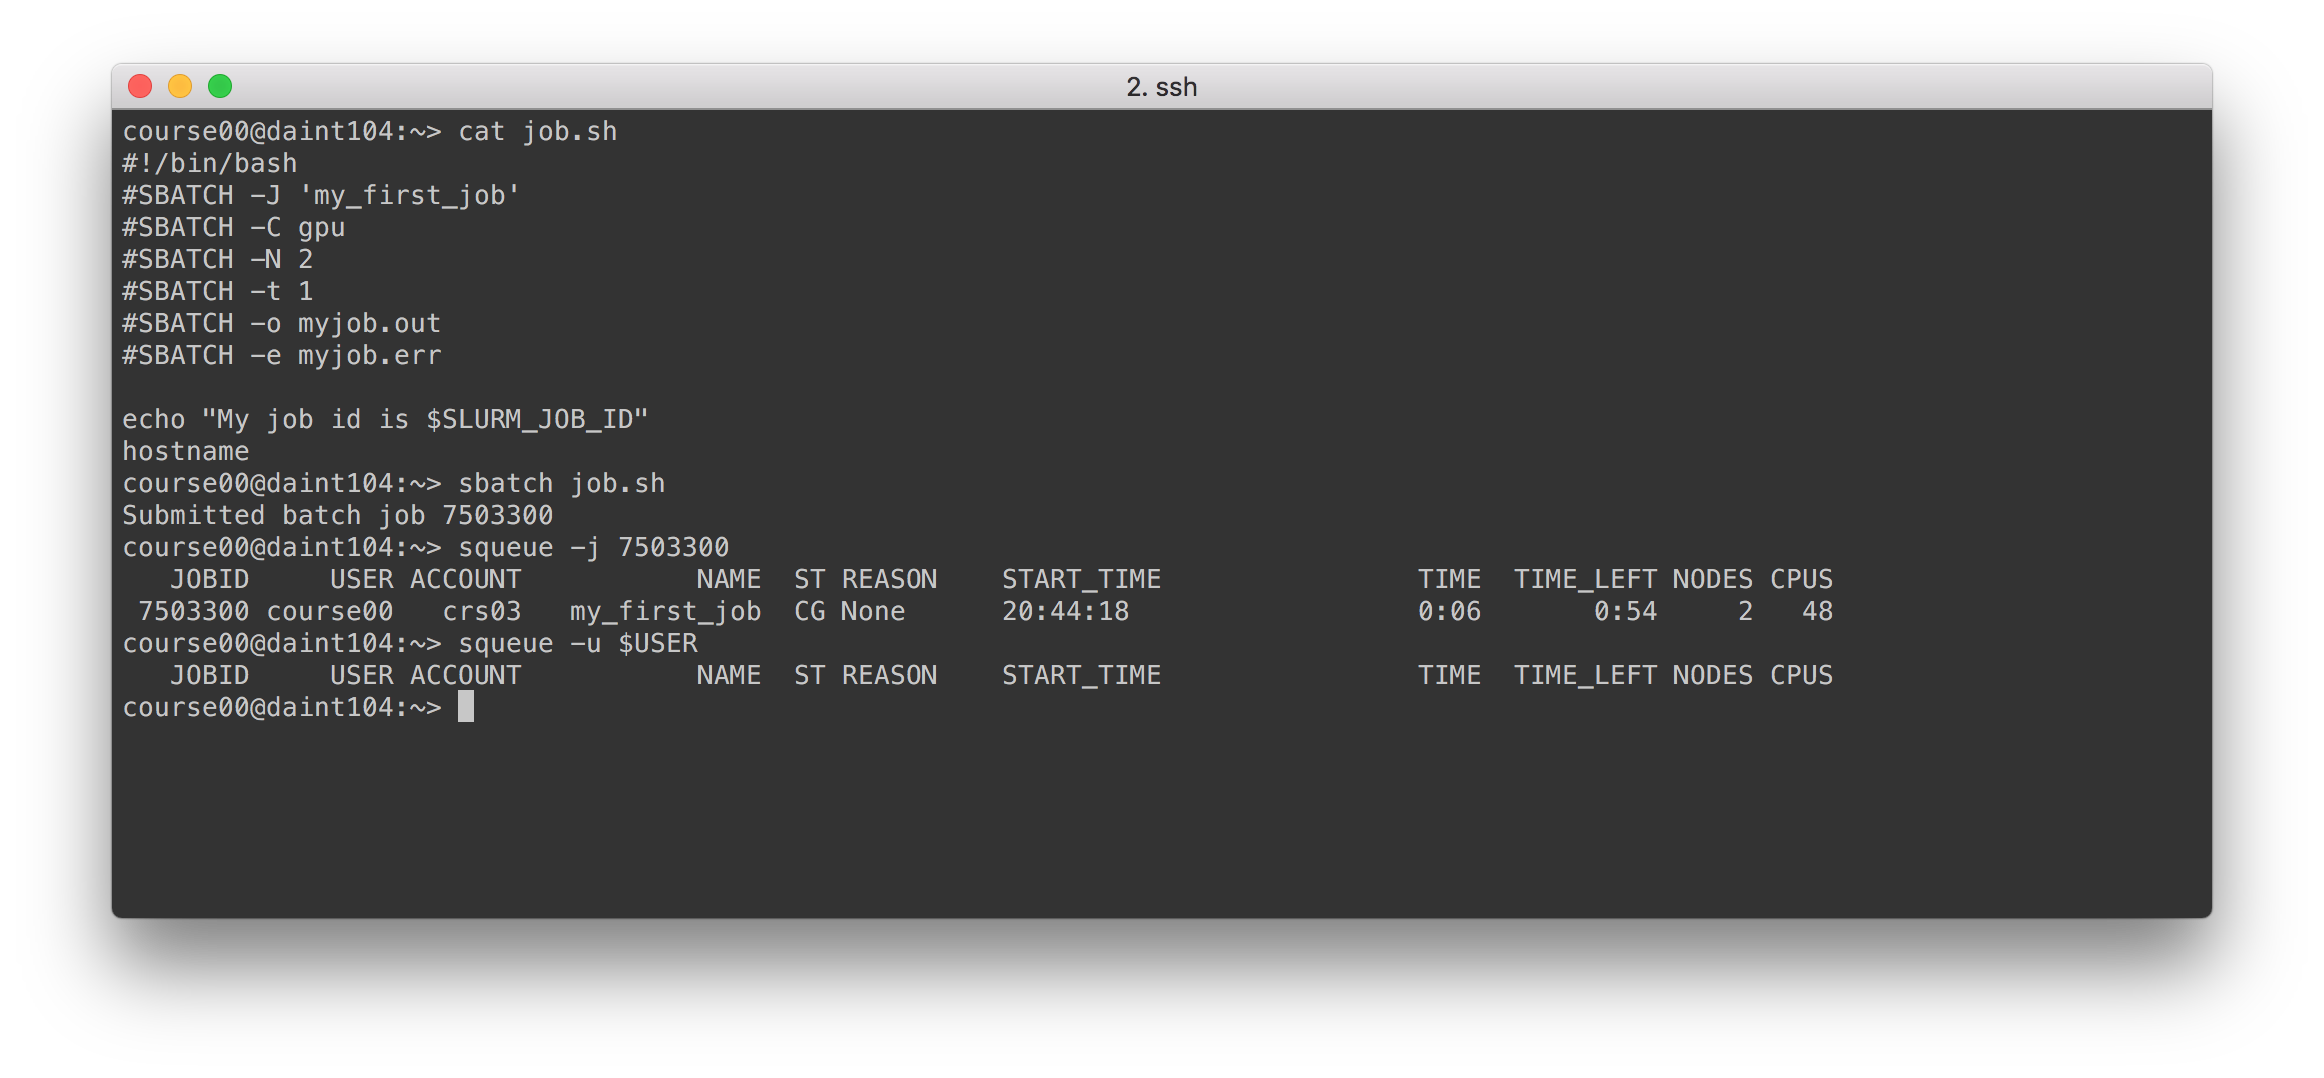 2. ssh
course00@daint104:~> cat job.sh
#!/bin/bash
#SBATCH -J 'my_first_job'
#SBATCH -C gpu
#SBATCH -N 2
#SBATCH -t 1
#SBATCH -o myjob.out
#SBATCH -e myjob.err

echo "My job id is $SLURM_JOB_ID"
hostname
course00@daint104:~> sbatch job.sh
Submitted batch job 7503300
course00@daint104:~> squeue -j 7503300
   JOBID     USER ACCOUNT           NAME  ST REASON    START_TIME                TIME  TIME_LEFT NODES CPUS
 7503300 course00   crs03   my_first_job  CG None      20:44:18                  0:06       0:54     2   48
course00@daint104:~> squeue -u $USER
   JOBID     USER ACCOUNT           NAME  ST REASON    START_TIME                TIME  TIME_LEFT NODES CPUS
course00@daint104:~>